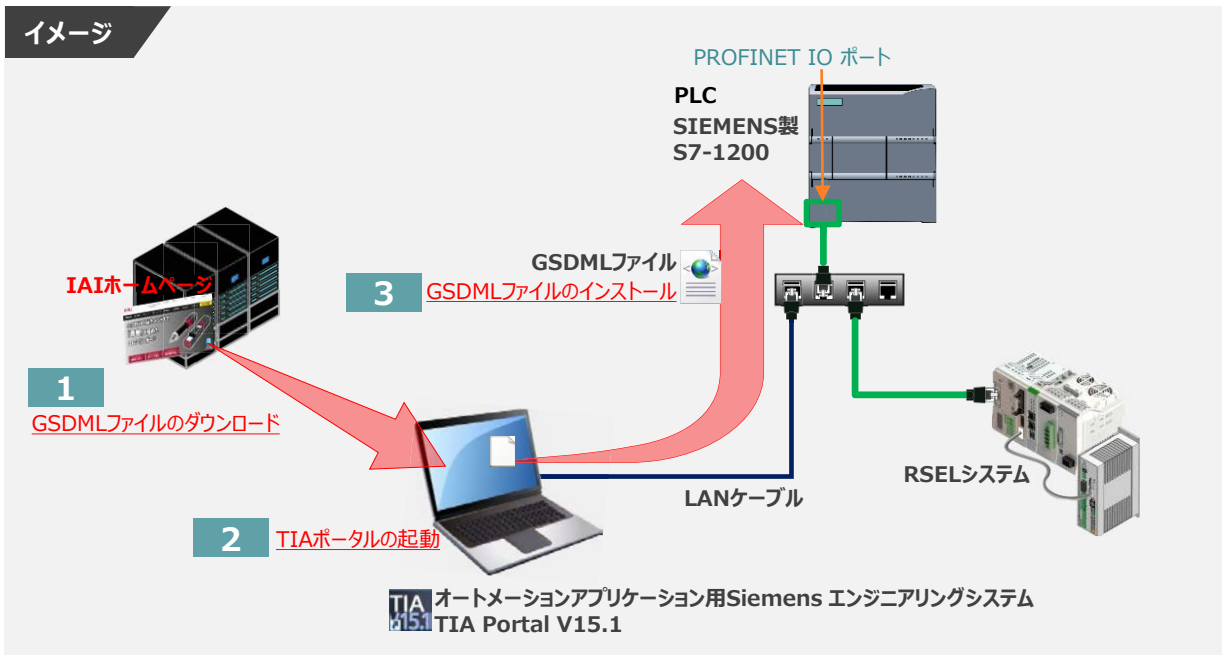 イメージ
PROFINET IO ポート
PLC
SIEMENS製
S7-1200
IAIホームページ
GSDMLファイル
3
GSDMLファイルのインストール
1
GSDMLファイルのダウンロード
RSELシステム
LANケーブル
2
TIAポータルの起動
TIA
V15.1
オートメーションアプリケーション用Siemens エンジニアリングシステム
TIA Portal V15.1